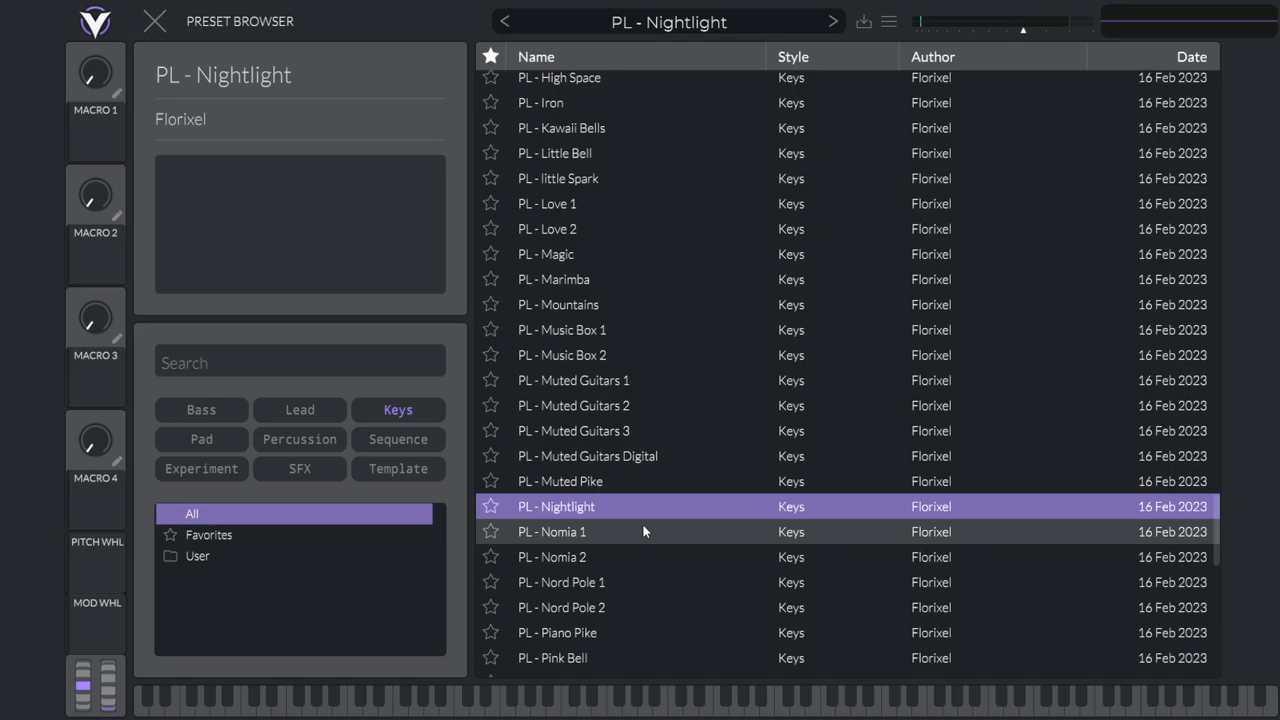 PRESET BROWSER
PL - Nightlight
MACRO 1
MACRO 2
MACRO 3
MACRO 4
PITCH WHL
MOD WHL
PL - Nightlight
Florixel
Search
Bass Lead Keys
Pad Percussion Sequence
Experiment SFX Template
All
Favorites
User
Name Style Author Date
PL - High Space Keys Florixel 16 Feb 2023
PL - Iron Keys Florixel 16 Feb 2023
PL - Kawaii Bells Keys Florixel 16 Feb 2023
PL - Little Bell Keys Florixel 16 Feb 2023
PL - little Spark Keys Florixel 16 Feb 2023
PL - Love 1 Keys Florixel 16 Feb 2023
PL - Love 2 Keys Florixel 16 Feb 2023
PL - Magic Keys Florixel 16 Feb 2023
PL - Marimba Keys Florixel 16 Feb 2023
PL - Mountains Keys Florixel 16 Feb 2023
PL - Music Box 1 Keys Florixel 16 Feb 2023
PL - Music Box 2 Keys Florixel 16 Feb 2023
PL - Muted Guitars 1 Keys Florixel 16 Feb 2023
PL - Muted Guitars 2 Keys Florixel 16 Feb 2023
PL - Muted Guitars 3 Keys Florixel 16 Feb 2023
PL - Muted Guitars Digital Keys Florixel 16 Feb 2023
PL - Muted Pike Keys Florixel 16 Feb 2023
PL - Nightlight Keys Florixel 16 Feb 2023
PL - Nomia 1 Keys Florixel 16 Feb 2023
PL - Nomia 2 Keys Florixel 16 Feb 2023
PL - Nord Pole 1 Keys Florixel 16 Feb 2023
PL - Nord Pole 2 Keys Florixel 16 Feb 2023
PL - Piano Pike Keys Florixel 16 Feb 2023
PL - Pink Bell Keys Florixel 16 Feb 2023